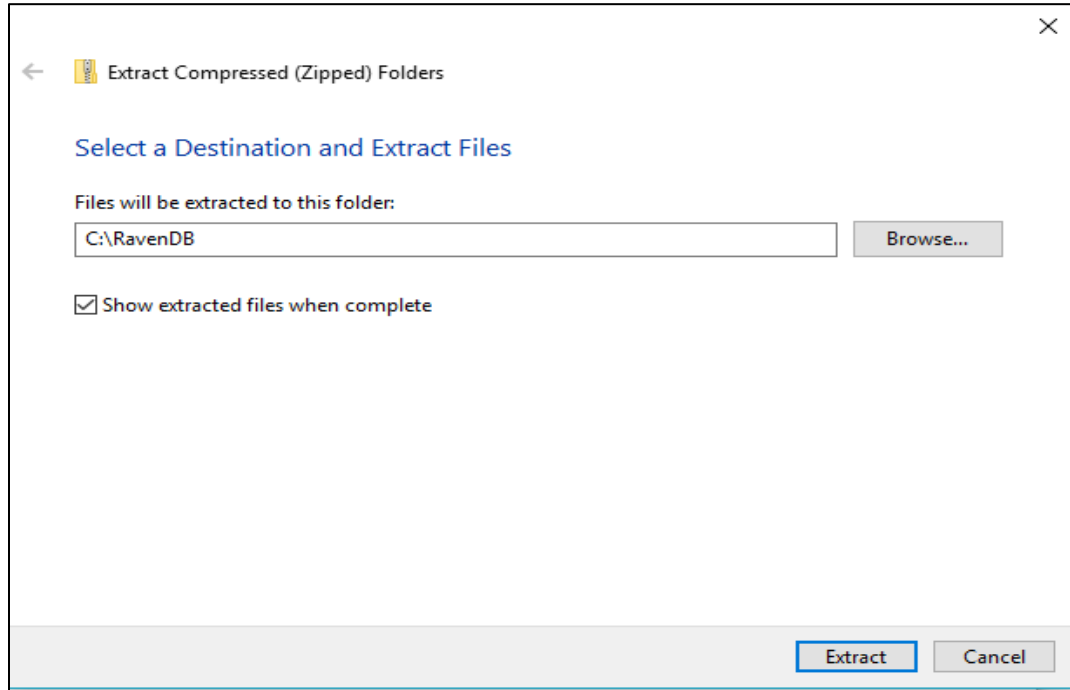 Extract Compressed (Zipped) Folders
Select a Destination and Extract Files
Files will be extracted to this folder:
C:\RavenDB
Browse...
Show extracted files when complete
Extract
Cancel